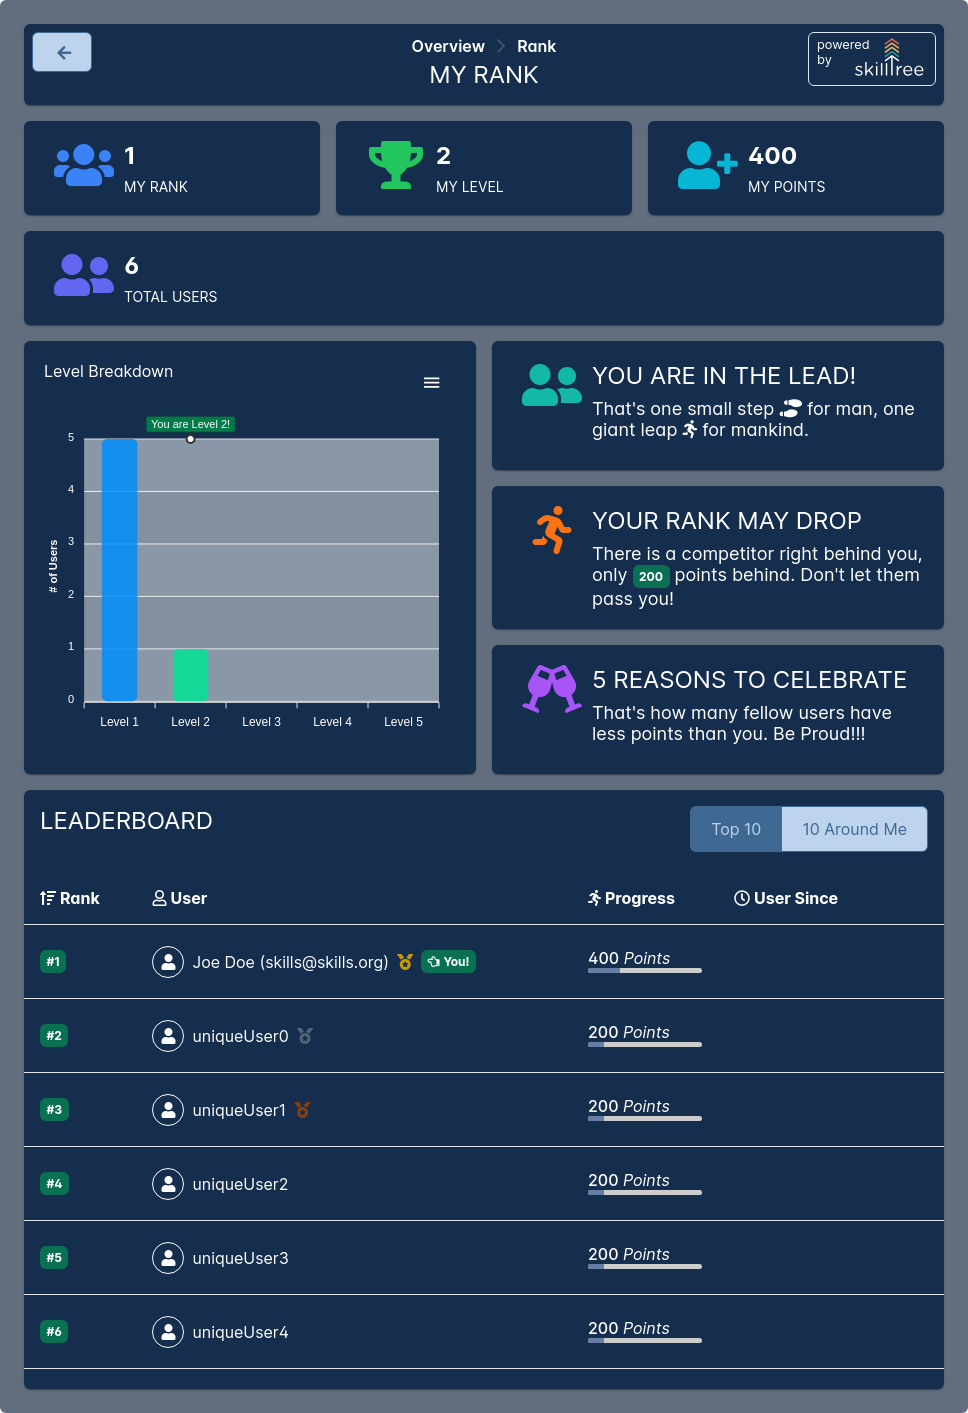 Overview Rank
MY RANK
powered
by
skilltree
1
MY RANK
2
MY LEVEL
400
MY POINTS
6
TOTAL USERS
Level Breakdown
You are Level 2!
# of Users
5
4
3
2
1
0
Level 1 Level 2 Level 3 Level 4 Level 5
YOU ARE IN THE LEAD!
That's one small step for man, one
giant leap for mankind.
YOUR RANK MAY DROP
There is a competitor right behind you,
only 200 points behind. Don't let them
pass you!
5 REASONS TO CELEBRATE
That's how many fellow users have
less points than you. Be Proud!!!
LEADERBOARD
Top 10 10 Around Me
Rank User Progress User Since
#1 Joe Doe (skills@skills.org) You! 400 Points
#2 uniqueUser0 200 Points
#3 uniqueUser1 200 Points
#4 uniqueUser2 200 Points
#5 uniqueUser3 200 Points
#6 uniqueUser4 200 Points